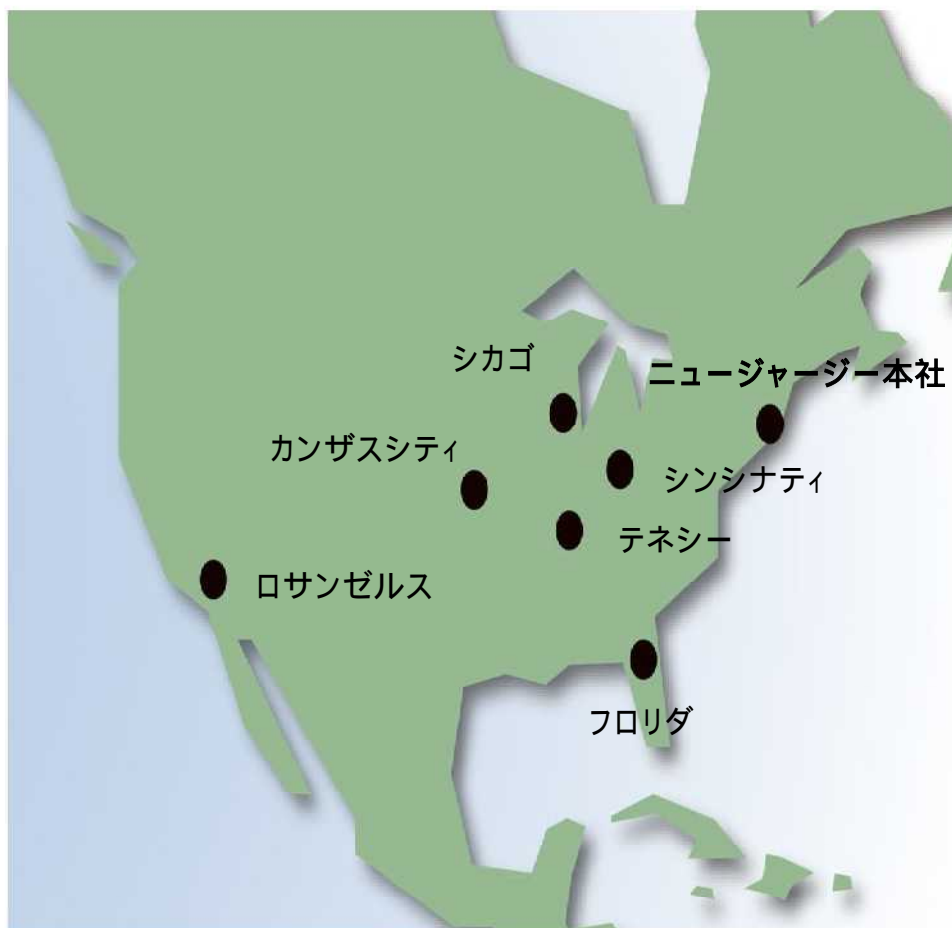 シカゴ
ニュージャージー本社
カンザスシティ
シンシナティ
テネシー
ロサンゼルス
フロリダ